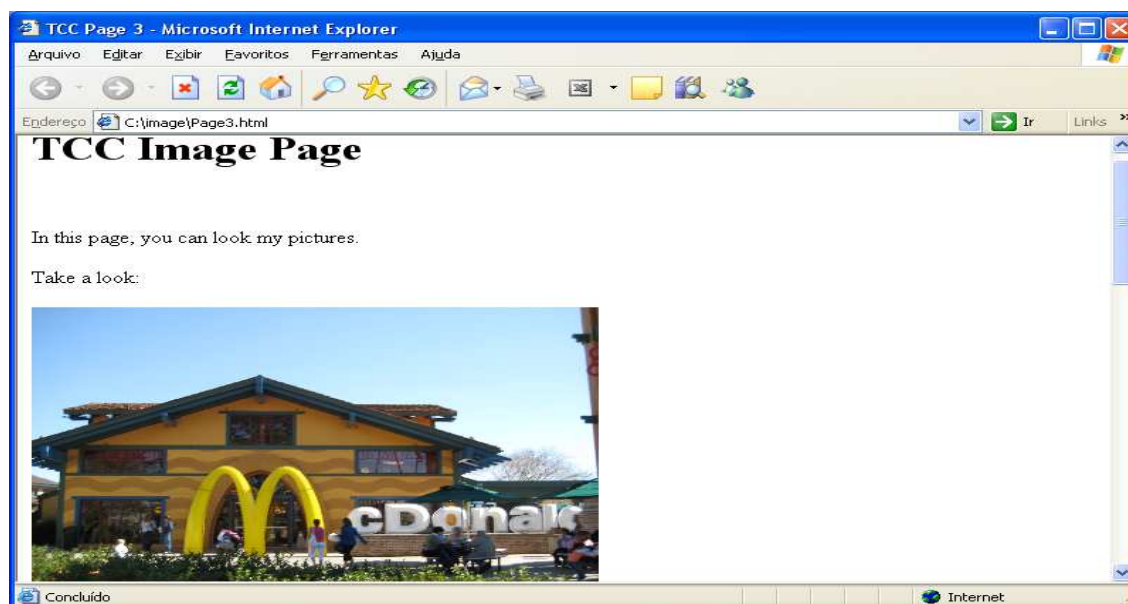 TCC Page 3 - Microsoft Internet Explorer
Arquivo Editar Exibir Favoritos Ferramentas Ajuda
Endereço C:\image\Page3.html Ir Links »
TCC Image Page
In this page, you can look my pictures.
Take a look:
McDonald
Concluído Internet